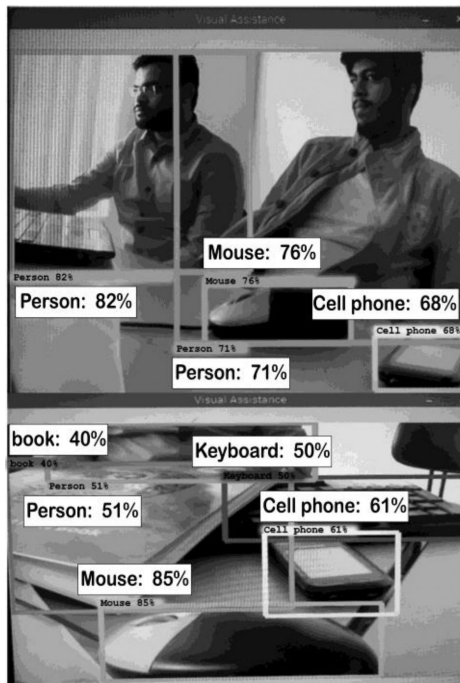 Visual Assistance
Mouse: 76%
Person 82%
Mouse 76%
Person: 82%
Cell phone: 68%
Cell phone 68%
Person 71%
Person: 71%
Visual Assistance
book: 40%
Keyboard: 50%
book 40%
Keyboard 50%
Person 51%
Person: 51%
Cell phone: 61%
Cell phone 61%
Mouse: 85%
Mouse 85%